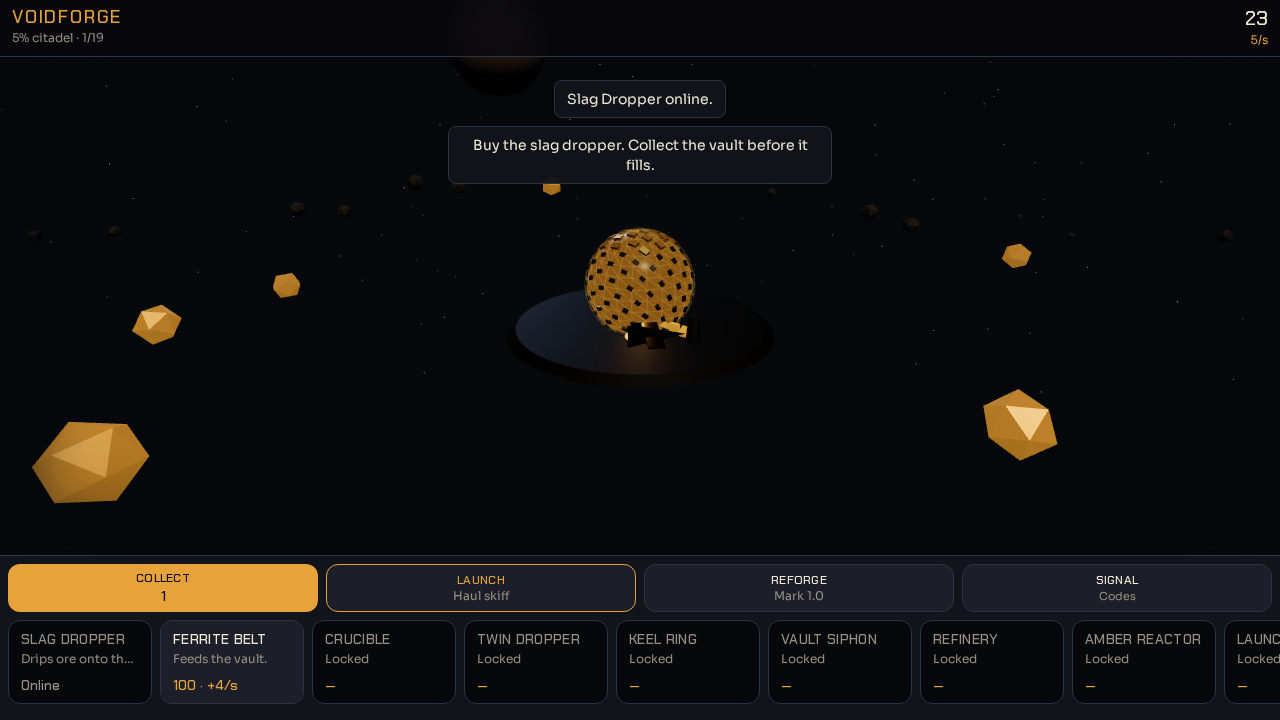 VOIDFORGE
5% citadel · 1/19
23
5/s
Slag Dropper online.
Buy the slag dropper. Collect the vault before it
fills.
COLLECT
1
LAUNCH
Haul skiff
REFORGE
Mark 1.0
SIGNAL
Codes
SLAG DROPPER
Drips ore onto th...
Online
FERRITE BELT
Feeds the vault.
100 · +4/s
CRUCIBLE
Locked
–
TWIN DROPPER
Locked
–
KEEL RING
Locked
–
VAULT SIPHON
Locked
–
REFINERY
Locked
–
AMBER REACTOR
Locked
–
LAUNC
Locked
–